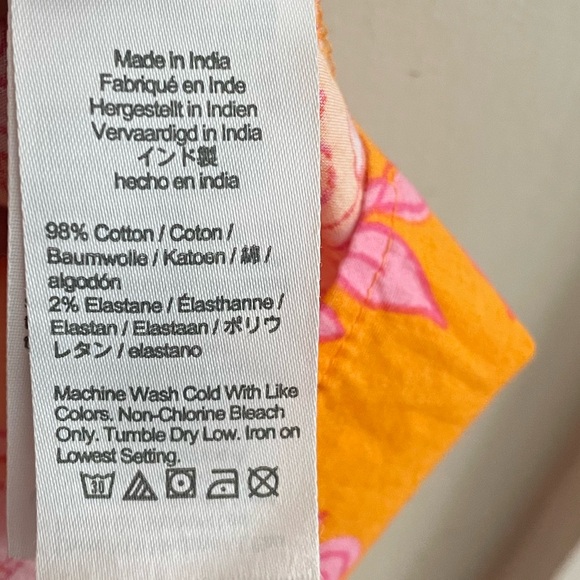 Made in India
Fabriqué en Inde
Hergestellt in Indien
Vervaardigd in India
インド製
hecho en india
98% Cotton / Coton /
Baumwolle / Katoen / 綿 /
algodón
2% Elastane / Élasthanne /
Elastan / Elastaan / ポリウ
レタン / elastano
Machine Wash Cold With Like
Colors. Non-Chlorine Bleach
Only. Tumble Dry Low. Iron on
Lowest Setting.
30